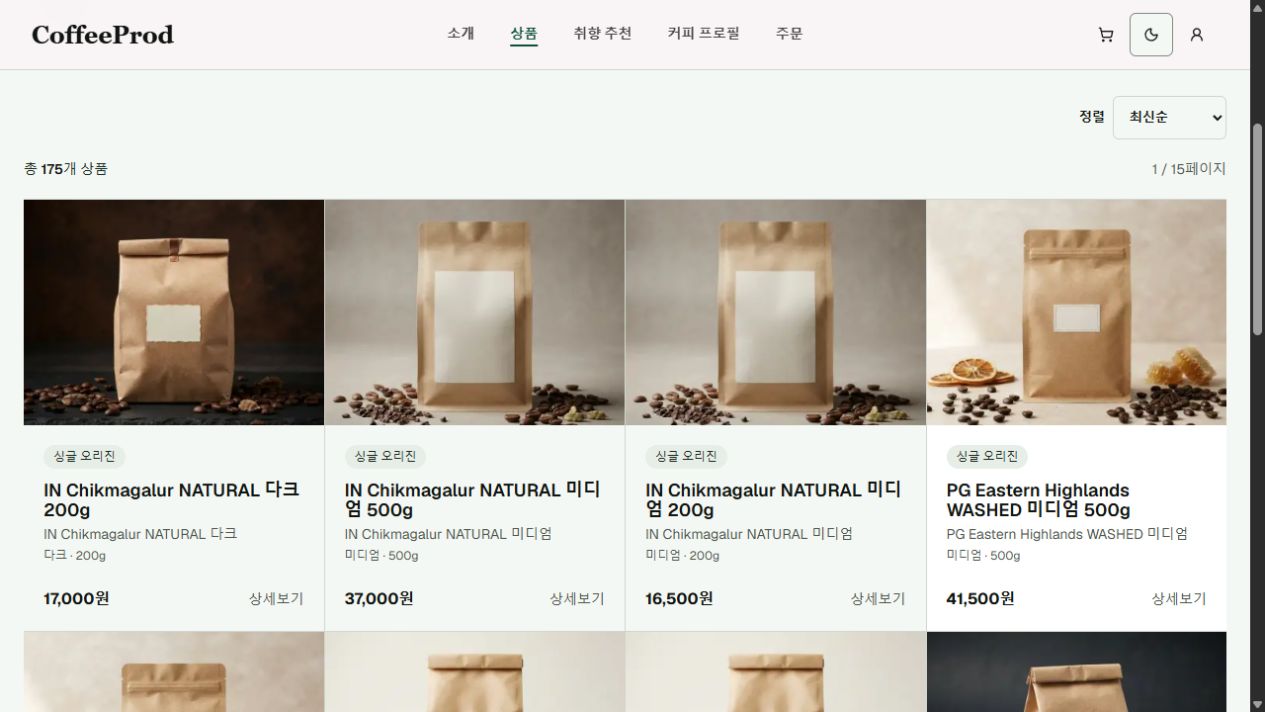 CoffeeProd
소개
상품
취향 추천
커피 프로필
주문
정렬
최신순
총 175개 상품
1 / 15페이지
싱글 오리진
IN Chikmagalur NATURAL 다크
200g
IN Chikmagalur NATURAL 다크
다크 · 200g
17,000원
상세보기
싱글 오리진
IN Chikmagalur NATURAL 미디
엄 500g
IN Chikmagalur NATURAL 미디엄
미디엄 · 500g
37,000원
상세보기
싱글 오리진
IN Chikmagalur NATURAL 미디
엄 200g
IN Chikmagalur NATURAL 미디엄
미디엄 · 200g
16,500원
상세보기
싱글 오리진
PG Eastern Highlands
WASHED 미디엄 500g
PG Eastern Highlands WASHED 미디엄
미디엄 · 500g
41,500원
상세보기